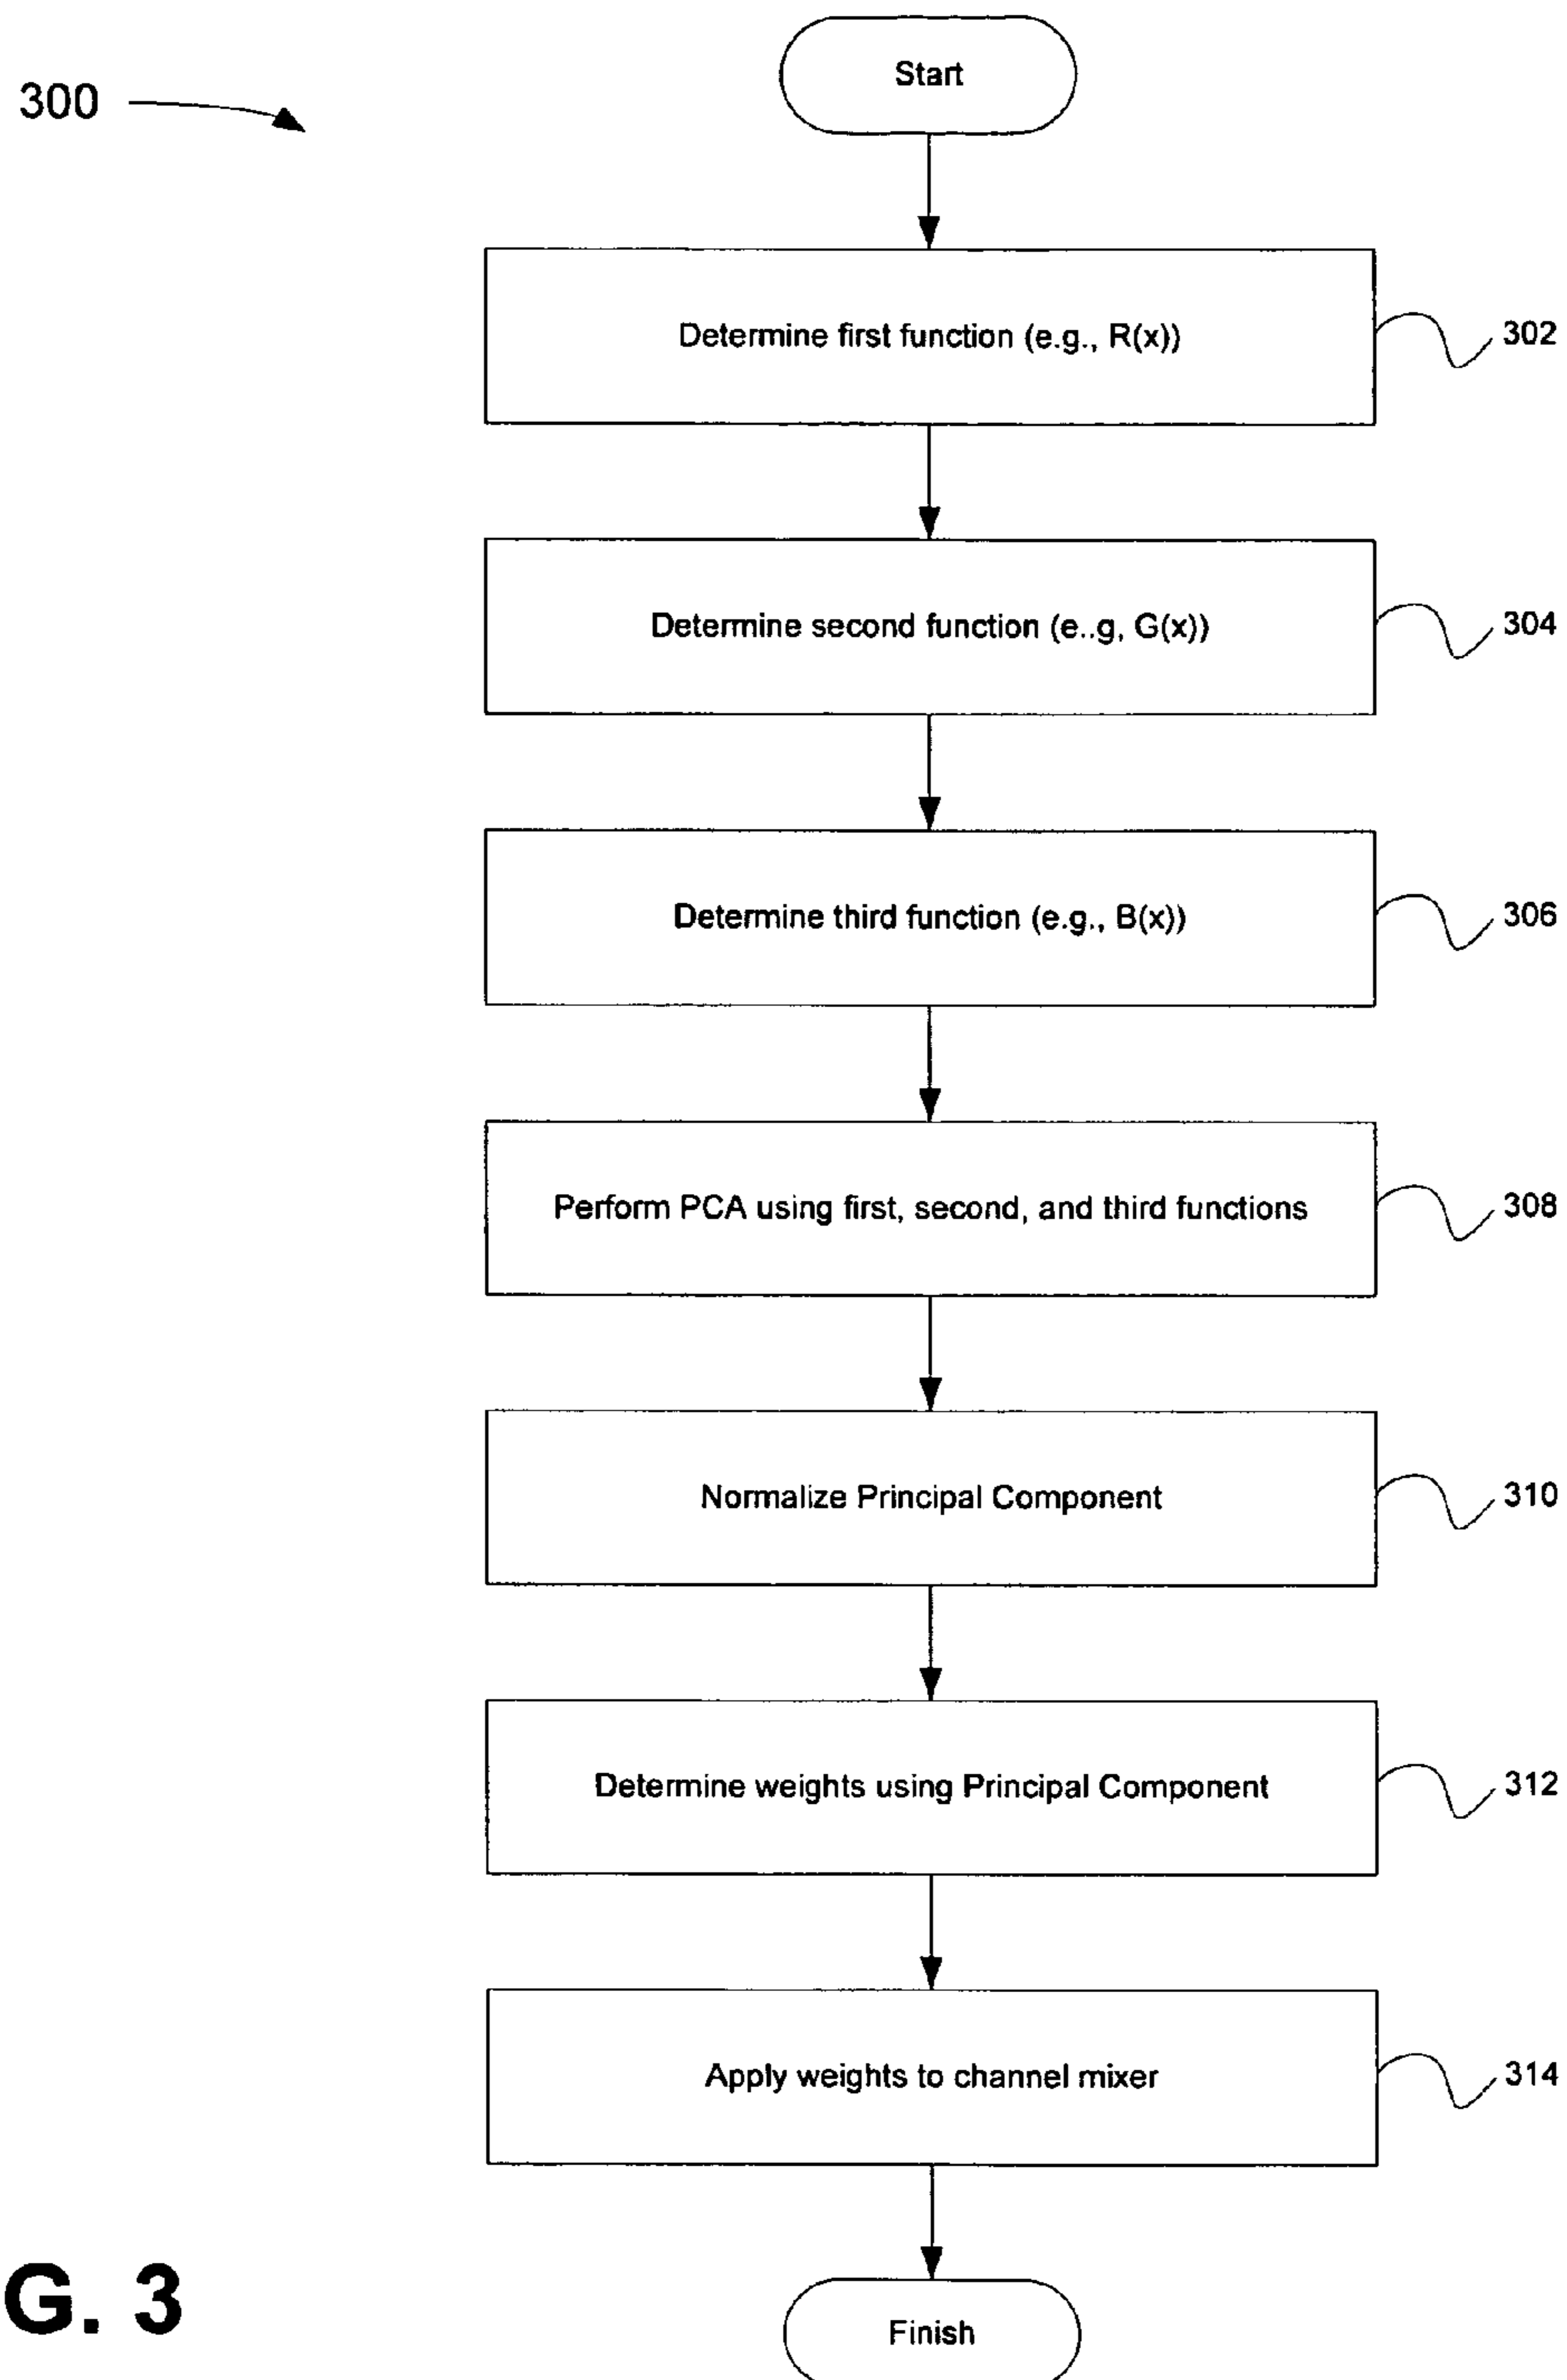 300
Start
Determine first function (e.g., R(x))
302
Determine second function (e..g, G(x))
304
Determine third function (e.g., B(x))
306
Perform PCA using first, second, and third functions
308
Normalize Principal Component
310
Determine weights using Principal Component
312
Apply weights to channel mixer
314
G. 3
Finish